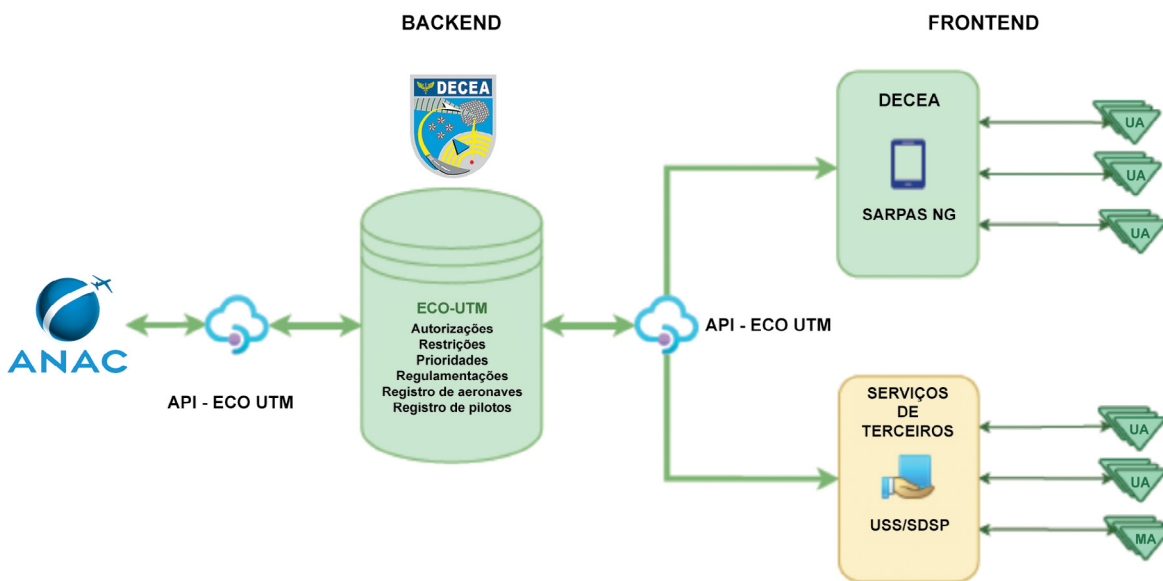 BACKEND
FRONTEND
DECEA
DECEA
SARPAS NG
UA
UA
UA
ANAC
API - ECO UTM
ECO-UTM
Autorizações
Restrições
Prioridades
Regulamentações
Registro de aeronaves
Registro de pilotos
API - ECO UTM
SERVIÇOS
DE
TERCEIROS
USS/SDSP
UA
UA
MA